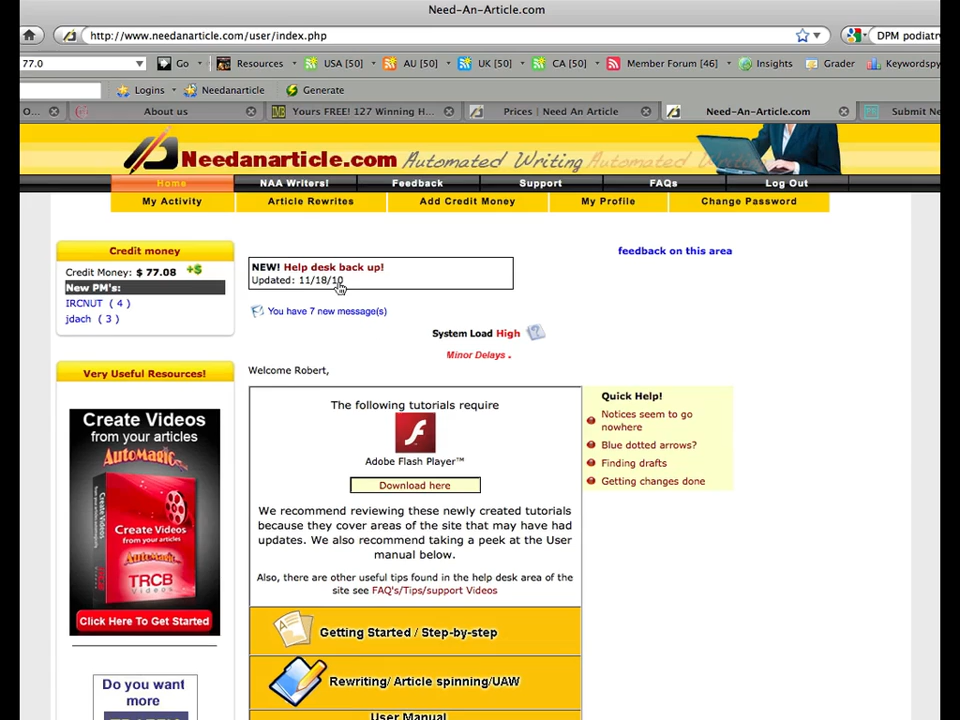 Need-An-Article.com
http://www.needanarticle.com/user/index.php
DPM podiatr
77.0
Go
Resources
USA [50]
AU [50]
UK [50]
CA [50]
Member Forum [46]
Insights
Grader
Keywordspy
Logins
Needanarticle
Generate
O...
About us
Yours FREE! 127 Winning H...
Prices | Need An Article
Need-An-Article.com
Submit Ne
Needanarticle.com Automated Writing Automated Writing
Home
NAA Writers!
Feedback
Support
FAQs
Log Out
My Activity
Article Rewrites
Add Credit Money
My Profile
Change Password
Credit money
Credit Money: $ 77.08 +$
New PM's:
IRCNUT ( 4 )
jdach ( 3 )
NEW! Help desk back up!
Updated: 11/18/10
feedback on this area
You have 7 new message(s)
System Load High
Minor Delays .
Welcome Robert,
Very Useful Resources!
Create Videos
from your articles
AutoMagic
Create Videos
from your articles
AutoMagic
TRCB
Videos
Click Here To Get Started
Do you want
more
The following tutorials require
Adobe Flash Player™
Download here
We recommend reviewing these newly created tutorials
because they cover areas of the site that may have had
updates. We also recommend taking a peek at the User
manual below.
Also, there are other useful tips found in the help desk area of the
site see FAQ's/Tips/support Videos
Getting Started / Step-by-step
Rewriting/ Article spinning/UAW
User Manual
Quick Help!
Notices seem to go
nowhere
Blue dotted arrows?
Finding drafts
Getting changes done